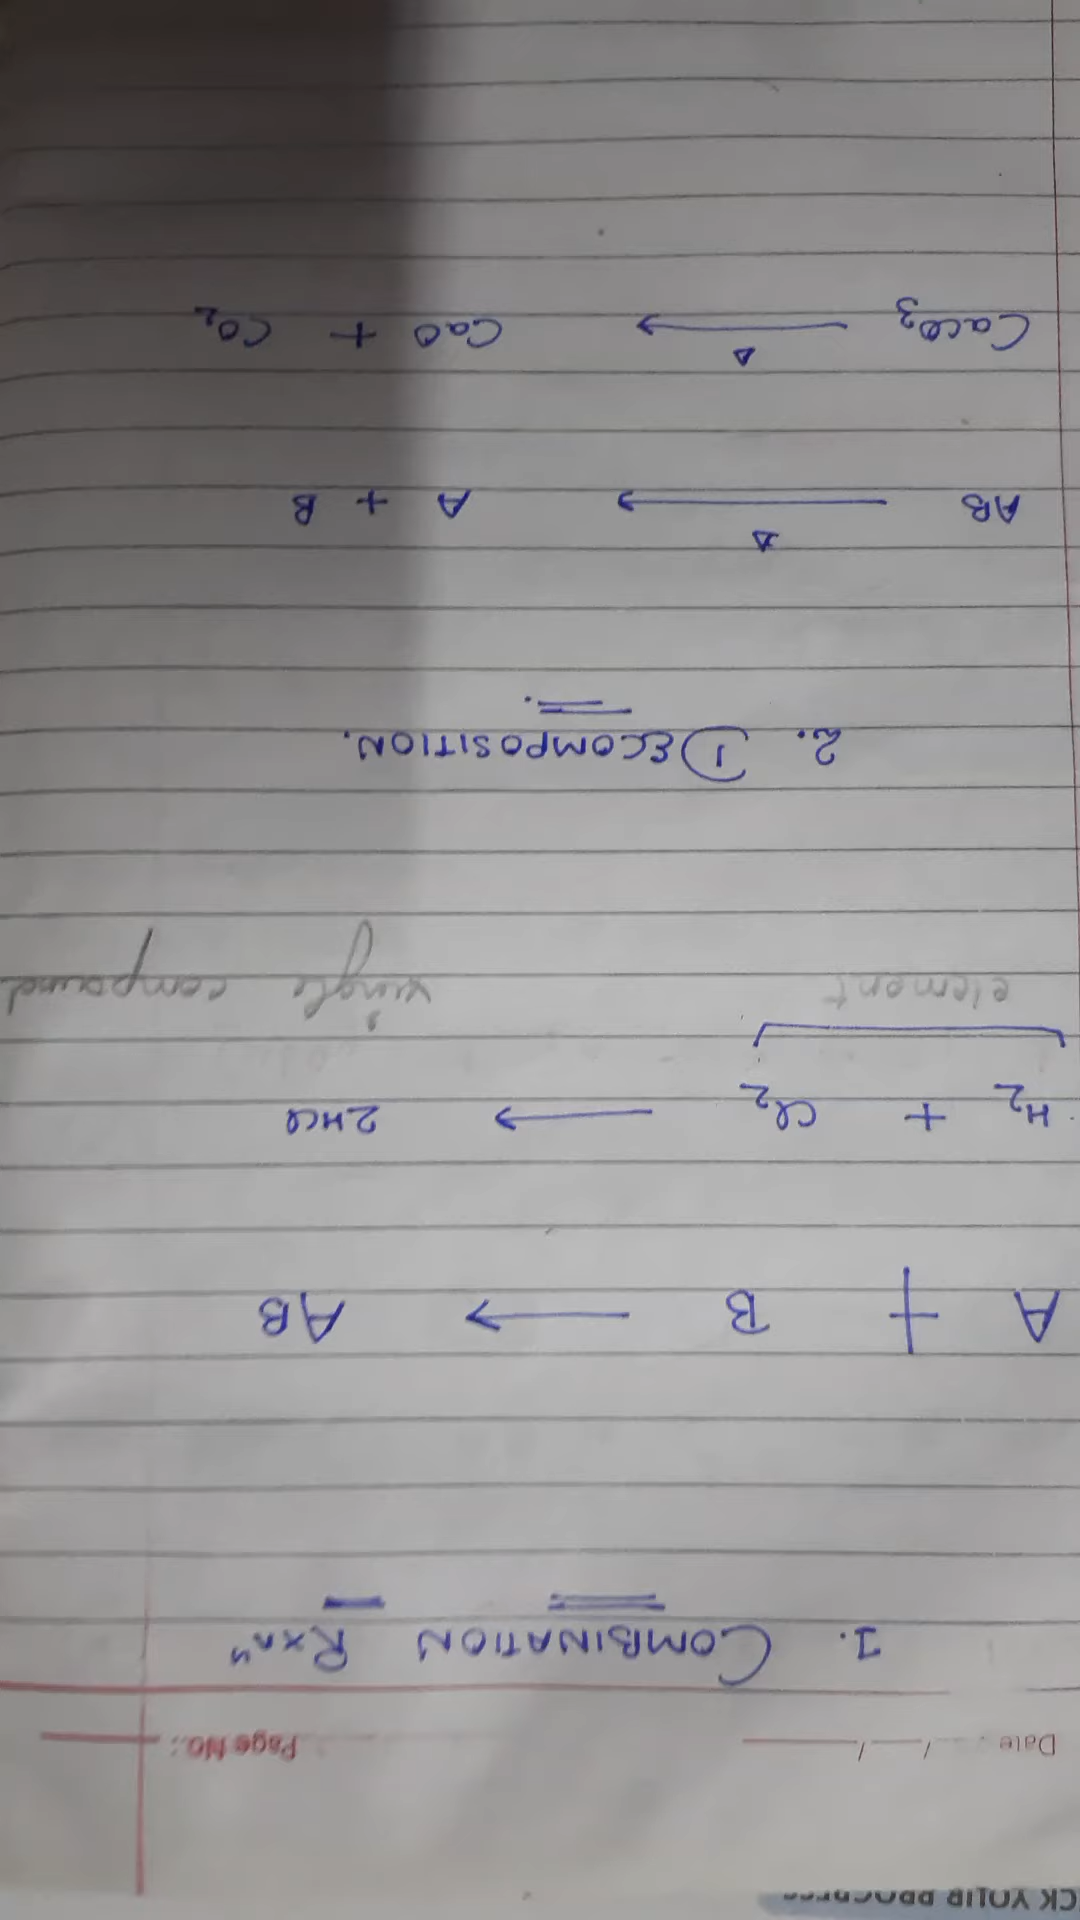 CK YOUR PROGRESS
Date : / / Page No.:
1. COMBINATION Rxnⁿ
A + B → AB
H₂ + Cl₂ → 2HCl
element single compound
2. DECOMPOSITION.
Δ
AB → A + B
Δ
CaCO₃ → CaO + CO₂